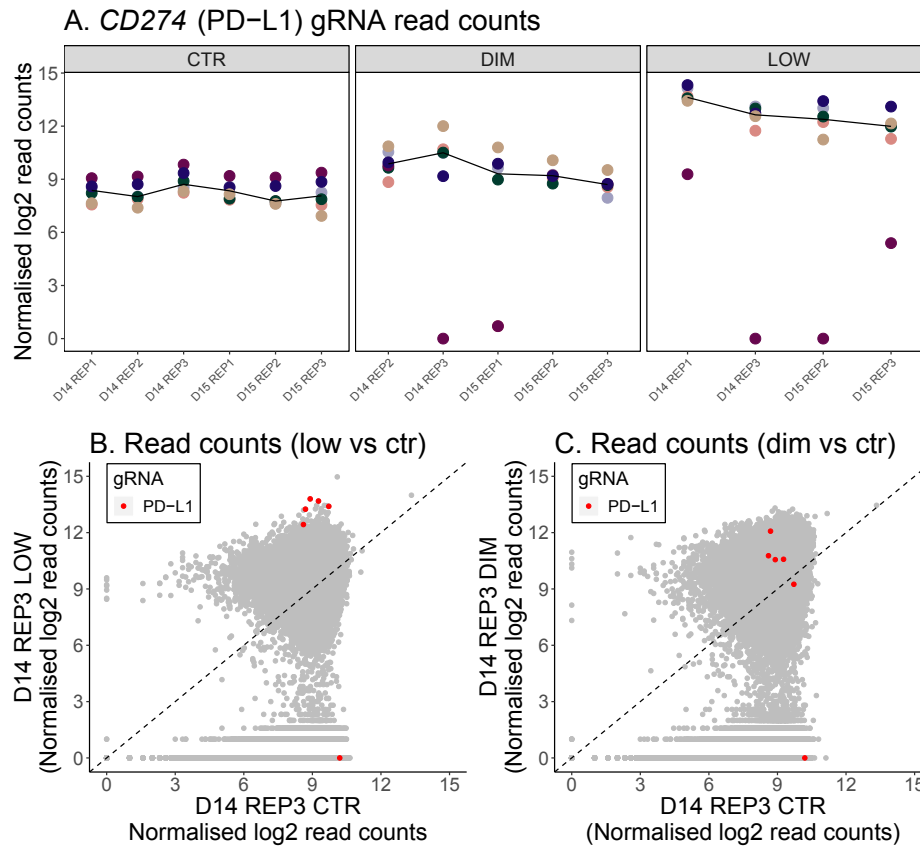 A. CD274 (PD−L1) gRNA read counts
CTR DIM LOW
Normalised log2 read counts
15
12
9
6
3
0
D14 REP1 D14 REP2 D14 REP3 D15 REP1 D15 REP2 D15 REP3
D14 REP2 D14 REP3 D15 REP1 D15 REP2 D15 REP3
D14 REP1 D14 REP3 D15 REP2 D15 REP3
B. Read counts (low vs ctr)
gRNA
PD−L1
D14 REP3 LOW
(Normalised log2 read counts)
15
12
9
6
3
0
0 3 6 9 12 15
D14 REP3 CTR
Normalised log2 read counts
C. Read counts (dim vs ctr)
gRNA
PD−L1
D14 REP3 DIM
(Normalised log2 read counts)
15
12
9
6
3
0
0 3 6 9 12 15
D14 REP3 CTR
(Normalised log2 read counts)